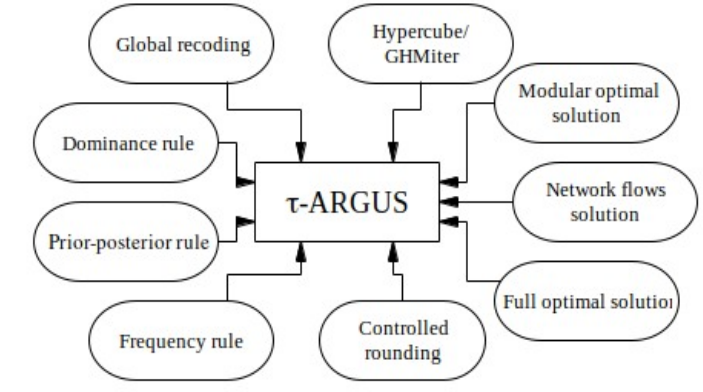 Global recoding
Hypercube/
GHMiter
Modular optimal
solution
Dominance rule
τ-ARGUS
Network flows
solution
Prior-posterior rule
Full optimal solution
Frequency rule
Controlled
rounding